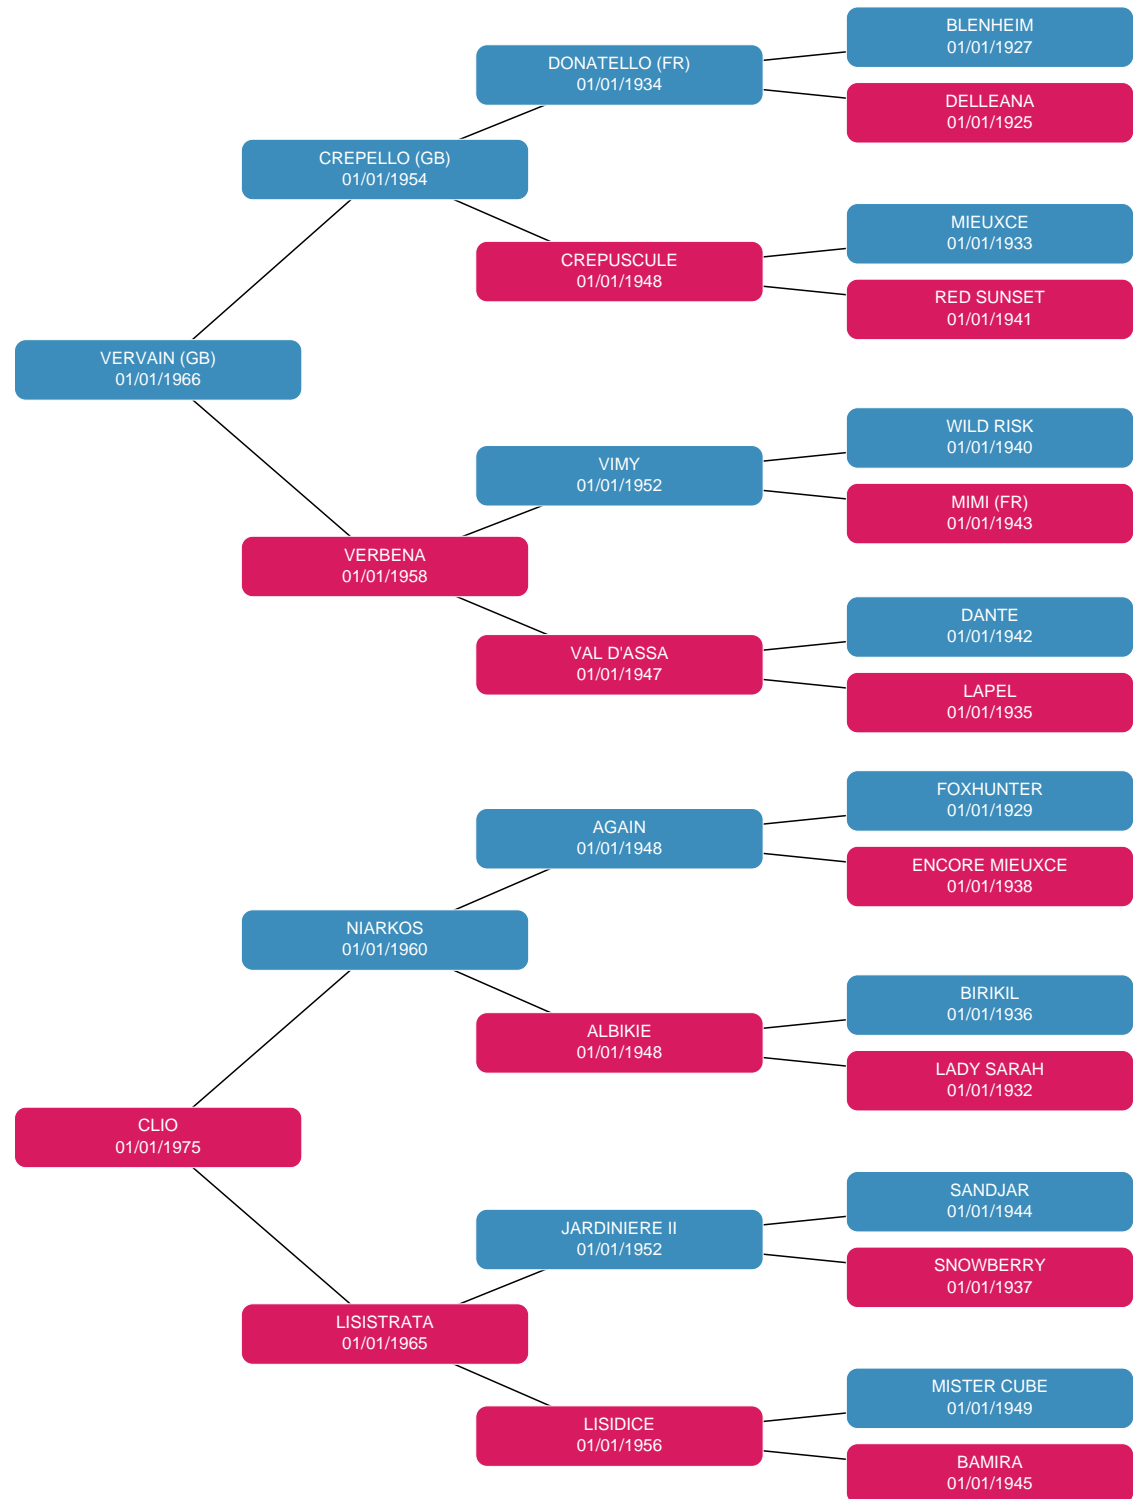 BLENHEIM
01/01/1927
DONATELLO (FR)
01/01/1934
DELLEANA
01/01/1925
CREPELLO (GB)
01/01/1954
MIEUXCE
01/01/1933
CREPUSCULE
01/01/1948
RED SUNSET
01/01/1941
VERVAIN (GB)
01/01/1966
WILD RISK
01/01/1940
VIMY
01/01/1952
MIMI (FR)
01/01/1943
VERBENA
01/01/1958
DANTE
01/01/1942
VAL D'ASSA
01/01/1947
LAPEL
01/01/1935
FOXHUNTER
01/01/1929
AGAIN
01/01/1948
ENCORE MIEUXCE
01/01/1938
NIARKOS
01/01/1960
BIRIKIL
01/01/1936
ALBIKIE
01/01/1948
LADY SARAH
01/01/1932
CLIO
01/01/1975
SANDJAR
01/01/1944
JARDINIERE II
01/01/1952
SNOWBERRY
01/01/1937
LISISTRATA
01/01/1965
MISTER CUBE
01/01/1949
LISIDICE
01/01/1956
BAMIRA
01/01/1945